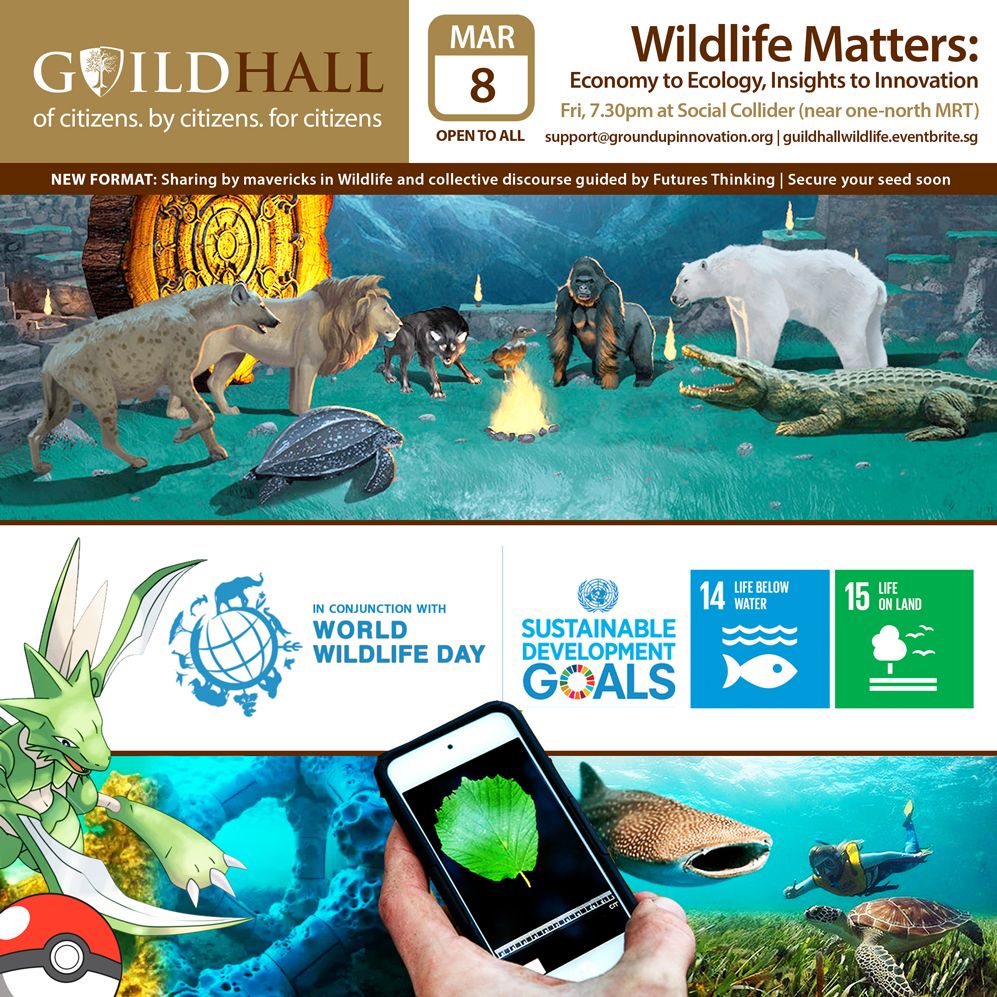 GUILDHALL
of citizens. by citizens. for citizens
MAR
8
OPEN TO ALL
Wildlife Matters:
Economy to Ecology, Insights to Innovation
Fri, 7.30pm at Social Collider (near one-north MRT)
support@groundupinnovation.org | guildhallwildlife.eventbrite.sg
NEW FORMAT: Sharing by mavericks in Wildlife and collective discourse guided by Futures Thinking | Secure your seed soon
IN CONJUNCTION WITH
WORLD
WILDLIFE DAY
SUSTAINABLE
DEVELOPMENT
GOALS
14 LIFE BELOW
WATER
15 LIFE
ON LAND
cm